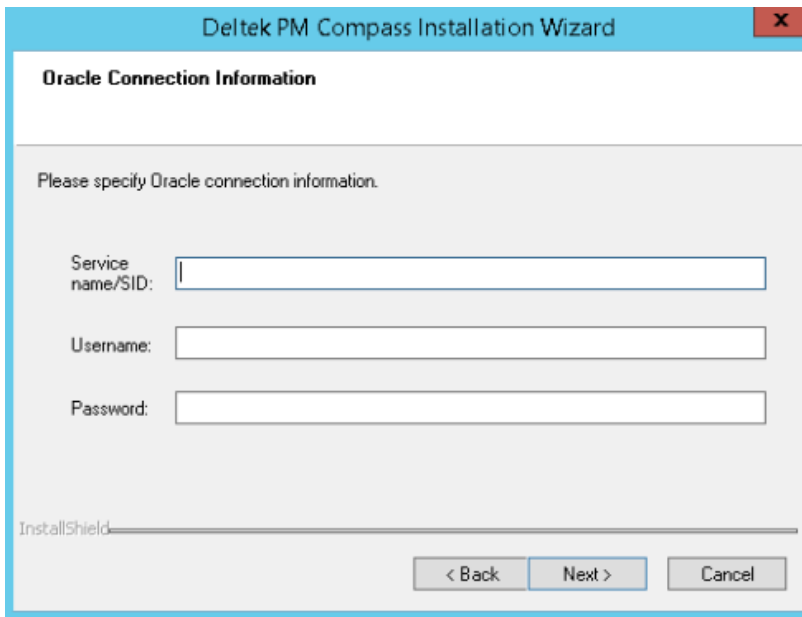 Deltek PM Compass Installation Wizard
x
Oracle Connection Information
Please specify Oracle connection information.
Service
name/SID:
Username:
Password:
InstallShield
< Back Next > Cancel